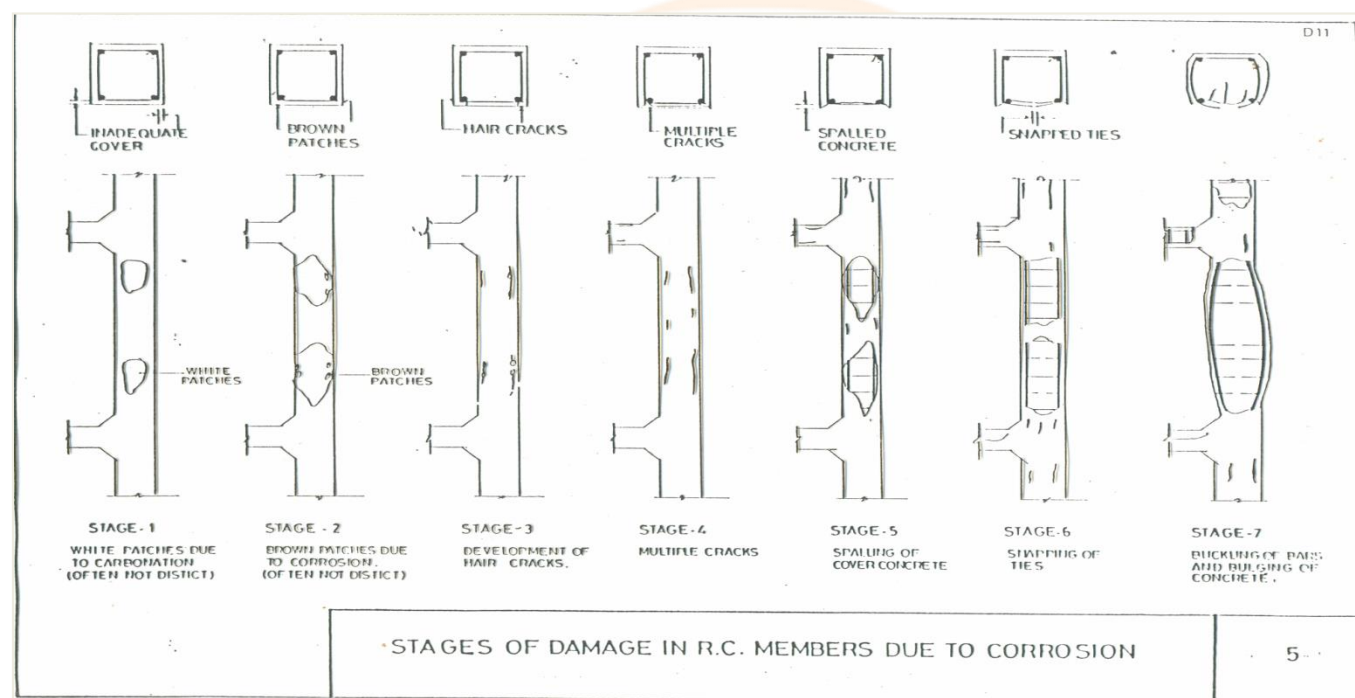 D11
INADEQUATE
COVER
BROWN
PATCHES
HAIR CRACKS
MULTIPLE
CRACKS
SPALLED
CONCRETE
SNAPPED TIES
WHITE
PATCHES
BROWN
PATCHES
STAGE-1
WHITE PATCHES DUE
TO CARBONATION
(OFTEN NOT DISTICT)
STAGE - 2
BROWN PATCHES DUE
TO CORROSION.
(OFTEN NOT DISTICT)
STAGE-3
DEVELOPMENT OF
HAIR CRACKS.
STAGE-4
MULTIPLE CRACKS
STAGE-5
SPALING OF
COVER CONCRETE
STAGE-6
SNAPPING OF
TIES
STAGE-7
BUCKLING OF BARS
AND BULGING OF
CONCRETE.
STAGES OF DAMAGE IN R.C. MEMBERS DUE TO CORROSION
5